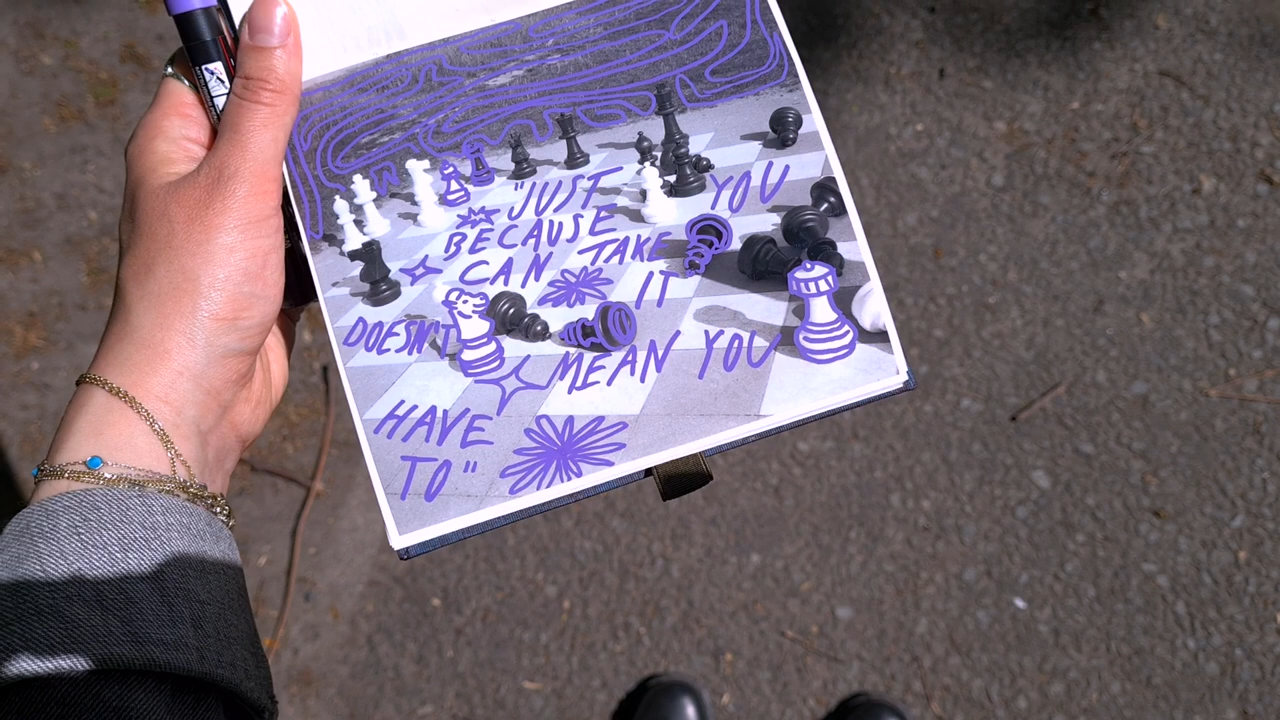 "JUST
BECAUSE YOU
CAN TAKE
IT
DOESN'T
MEAN YOU
HAVE
TO"